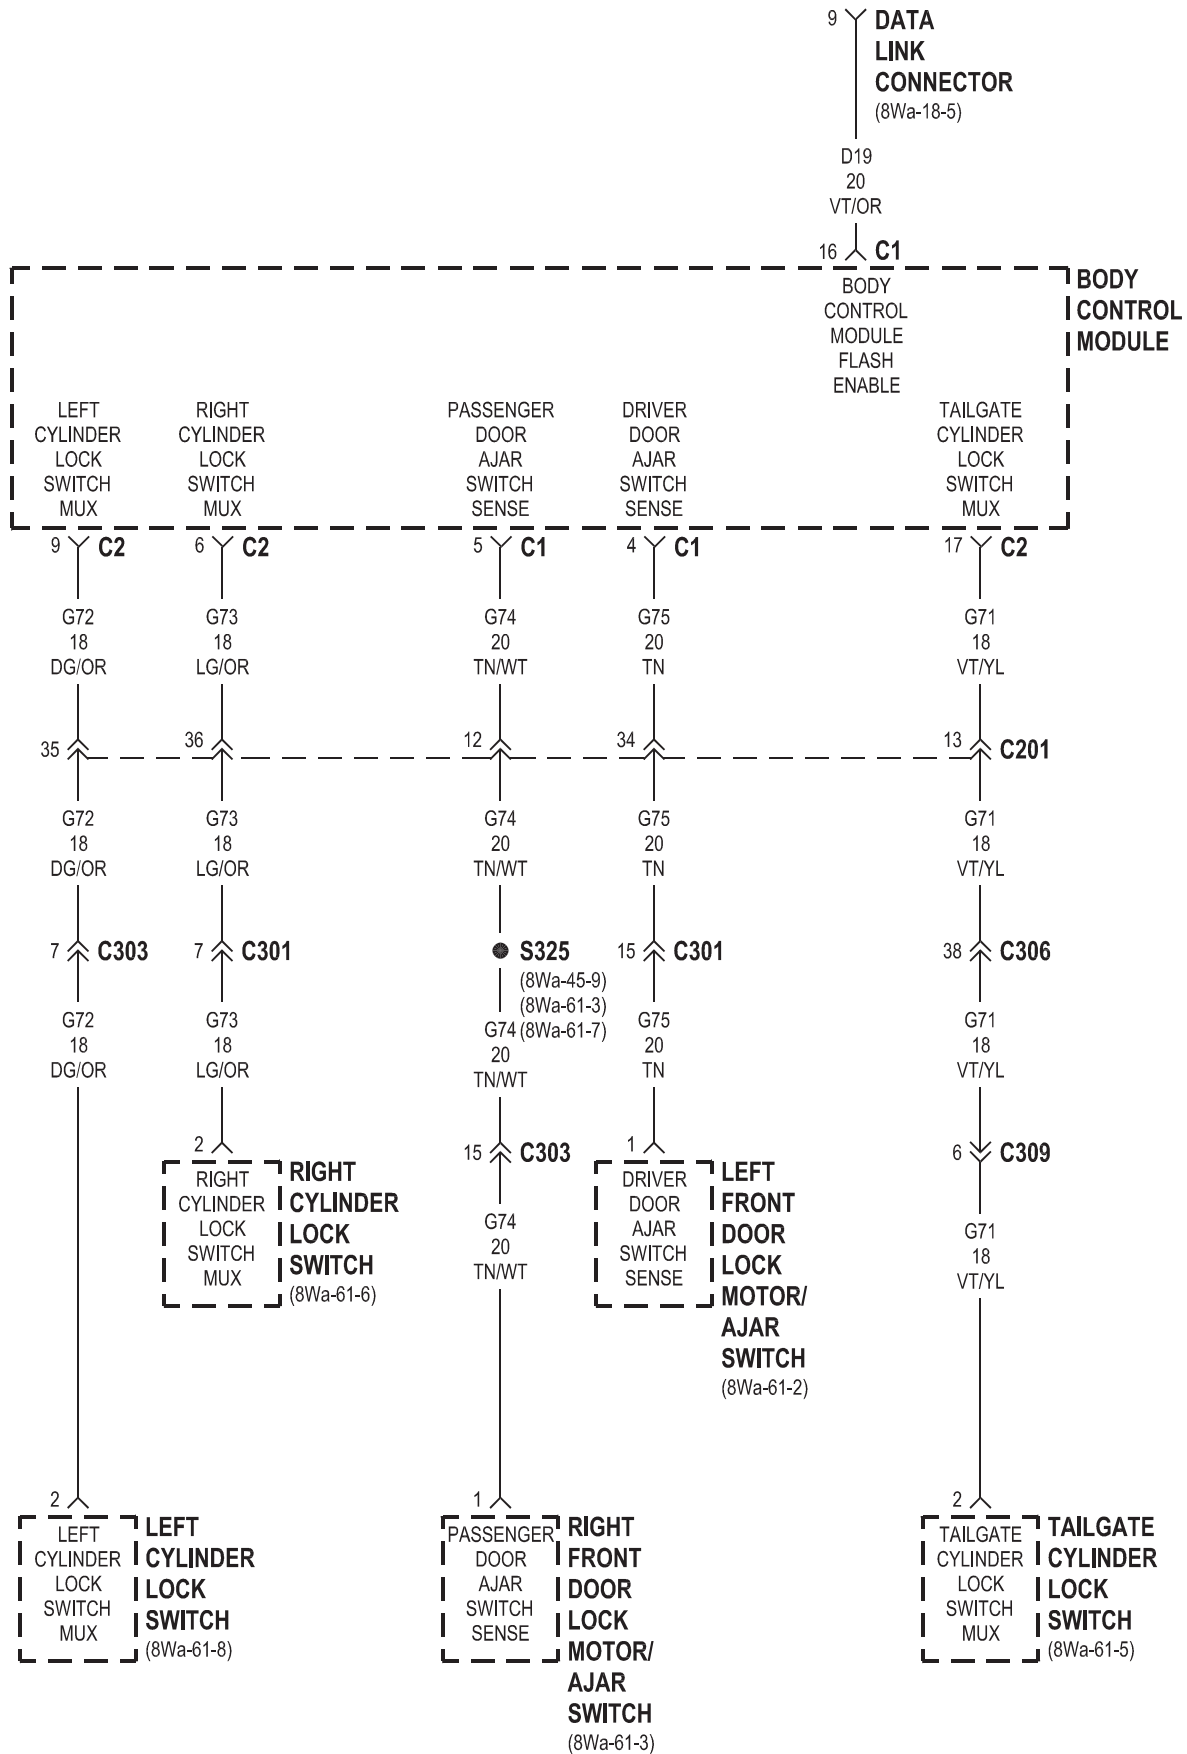 9
DATA
LINK
CONNECTOR
(8Wa-18-5)
D19
20
VT/OR
16 C1
BODY
CONTROL
MODULE
BODY
CONTROL
MODULE
FLASH
ENABLE
LEFT
CYLINDER
LOCK
SWITCH
MUX
RIGHT
CYLINDER
LOCK
SWITCH
MUX
PASSENGER
DOOR
AJAR
SWITCH
SENSE
DRIVER
DOOR
AJAR
SWITCH
SENSE
TAILGATE
CYLINDER
LOCK
SWITCH
MUX
9 C2
6 C2
5 C1
4 C1
17 C2
G72
18
DG/OR
G73
18
LG/OR
G74
20
TN/WT
G75
20
TN
G71
18
VT/YL
35
36
12
34
13 C201
G72
18
DG/OR
G73
18
LG/OR
G74
20
TN/WT
G75
20
TN
G71
18
VT/YL
7 C303
7 C301
S325
(8Wa-45-9)
(8Wa-61-3)
(8Wa-61-7)
15 C301
38 C306
G72
18
DG/OR
G73
18
LG/OR
G74
20
TN/WT
G75
20
TN
G71
18
VT/YL
2
RIGHT
CYLINDER
LOCK
SWITCH
MUX
RIGHT
CYLINDER
LOCK
SWITCH
(8Wa-61-6)
15 C303
G74
20
TN/WT
1
DRIVER
DOOR
AJAR
SWITCH
SENSE
LEFT
FRONT
DOOR
LOCK
MOTOR/
AJAR
SWITCH
(8Wa-61-2)
6 C309
G71
18
VT/YL
2
LEFT
CYLINDER
LOCK
SWITCH
MUX
LEFT
CYLINDER
LOCK
SWITCH
(8Wa-61-8)
1
PASSENGER
DOOR
AJAR
SWITCH
SENSE
RIGHT
FRONT
DOOR
LOCK
MOTOR/
AJAR
SWITCH
(8Wa-61-3)
2
TAILGATE
CYLINDER
LOCK
SWITCH
MUX
TAILGATE
CYLINDER
LOCK
SWITCH
(8Wa-61-5)